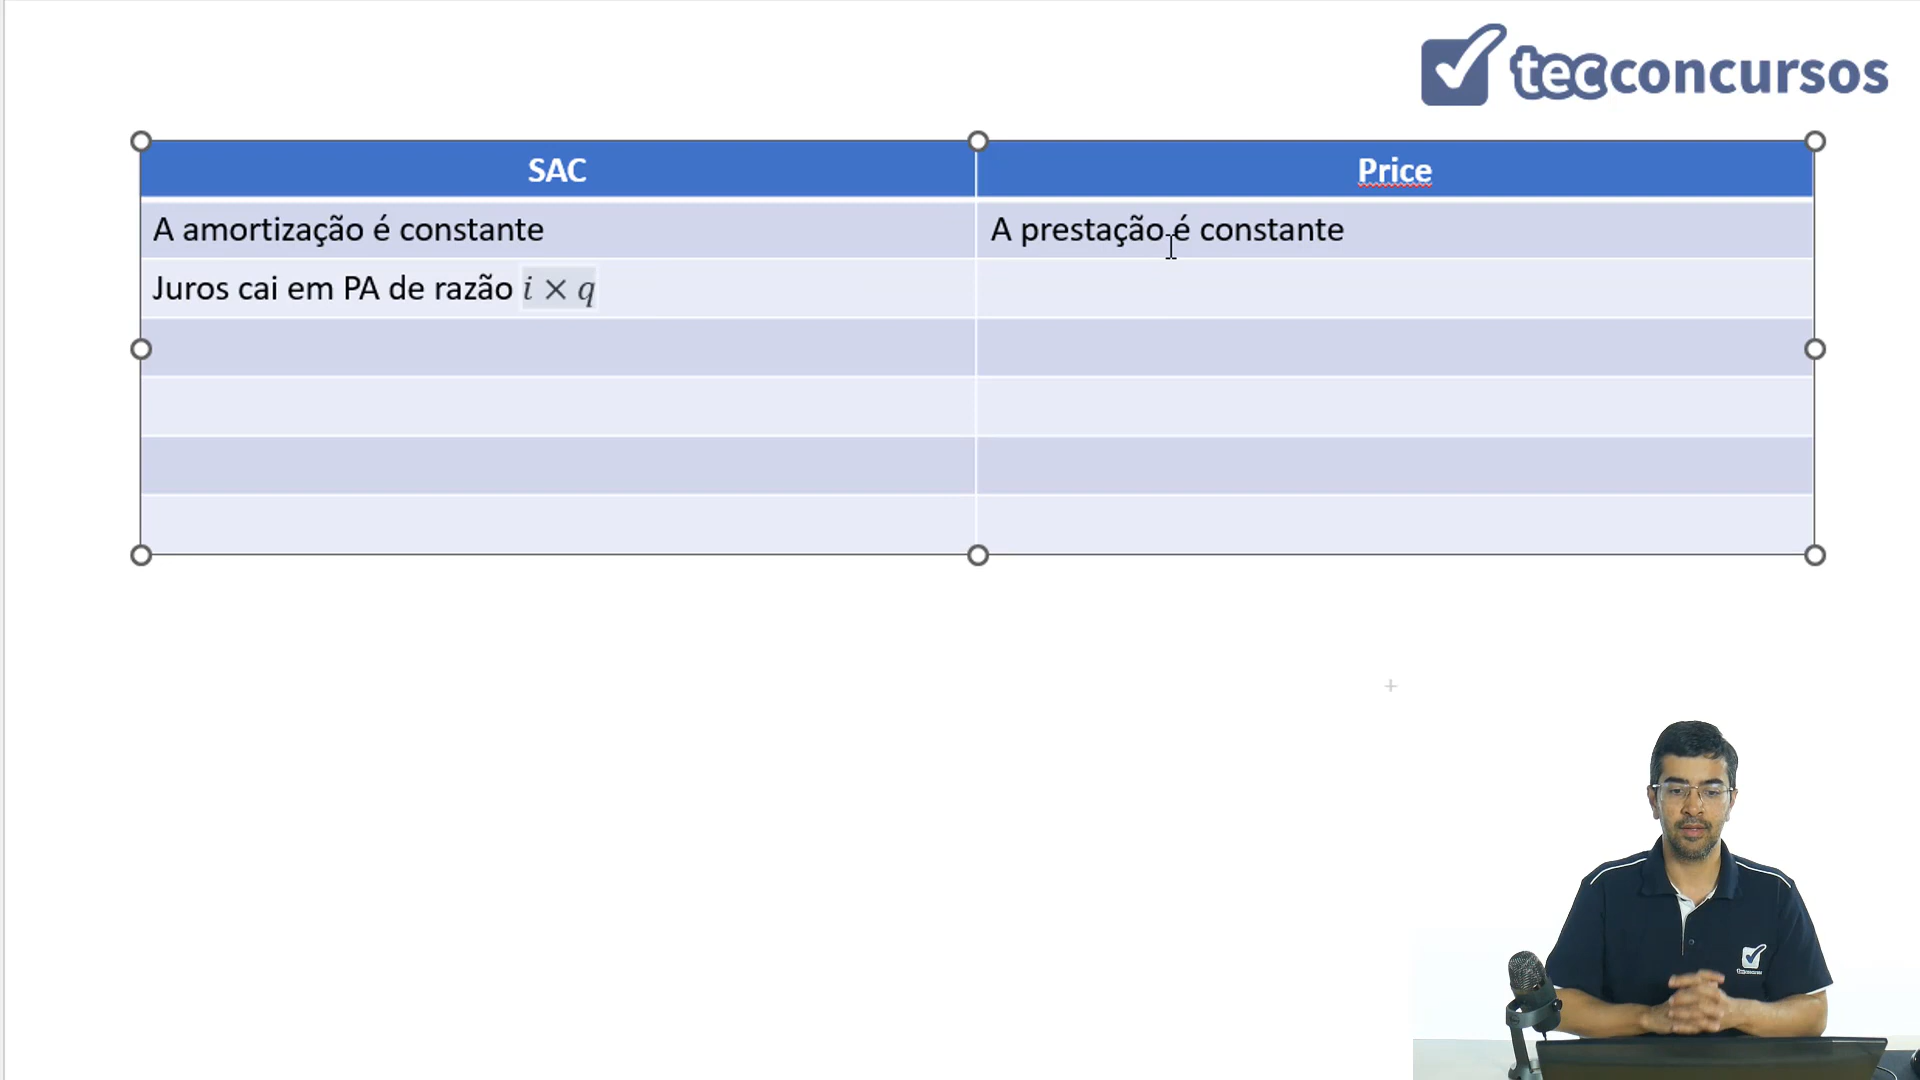 tecconcursos
SAC
Price
A amortização é constante
A prestação é constante
Juros cai em PA de razão i × q